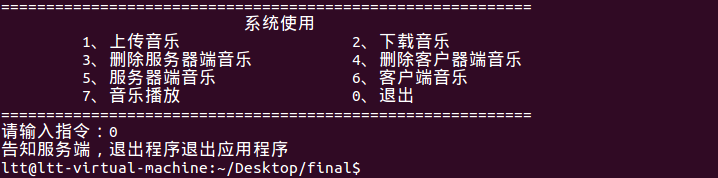 ============================================================
系统使用
1、上传音乐 2、下载音乐
3、删除服务器端音乐 4、删除客户器端音乐
5、服务器端音乐 6、客户端音乐
7、音乐播放 0、退出
============================================================
请输入指令：0
告知服务端，退出程序退出应用程序
ltt@ltt-virtual-machine:~/Desktop/final$